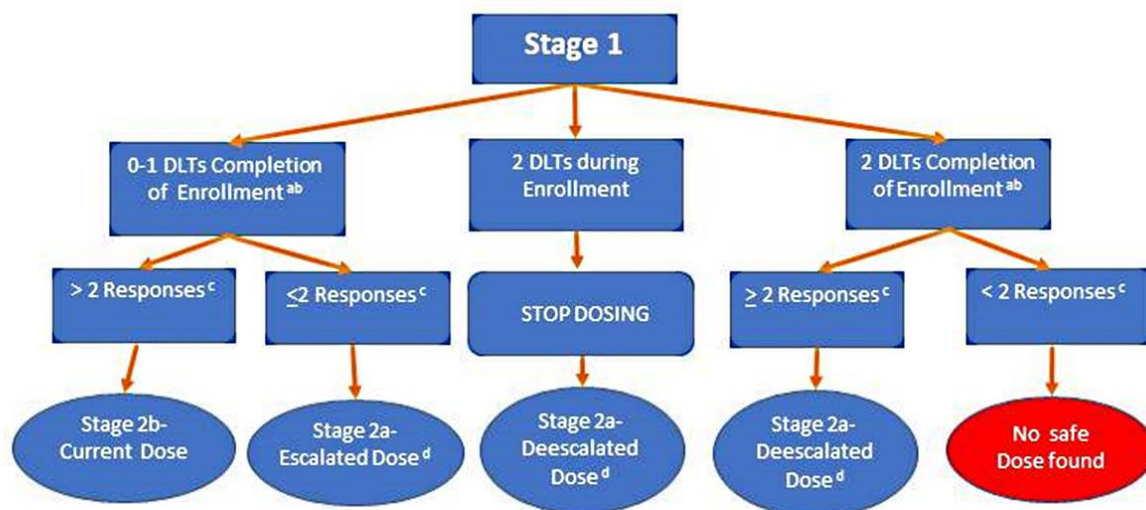 Stage 1
0-1 DLTs Completion
of Enrollment ab
2 DLTs during
Enrollment
2 DLTs Completion
of Enrollment ab
> 2 Responses c
≤2 Responses c
STOP DOSING
≥ 2 Responses c
< 2 Responses c
Stage 2b-
Current Dose
Stage 2a-
Escalated Dose d
Stage 2a-
Deescalated
Dose d
Stage 2a-
Deescalated
Dose d
No safe
Dose found